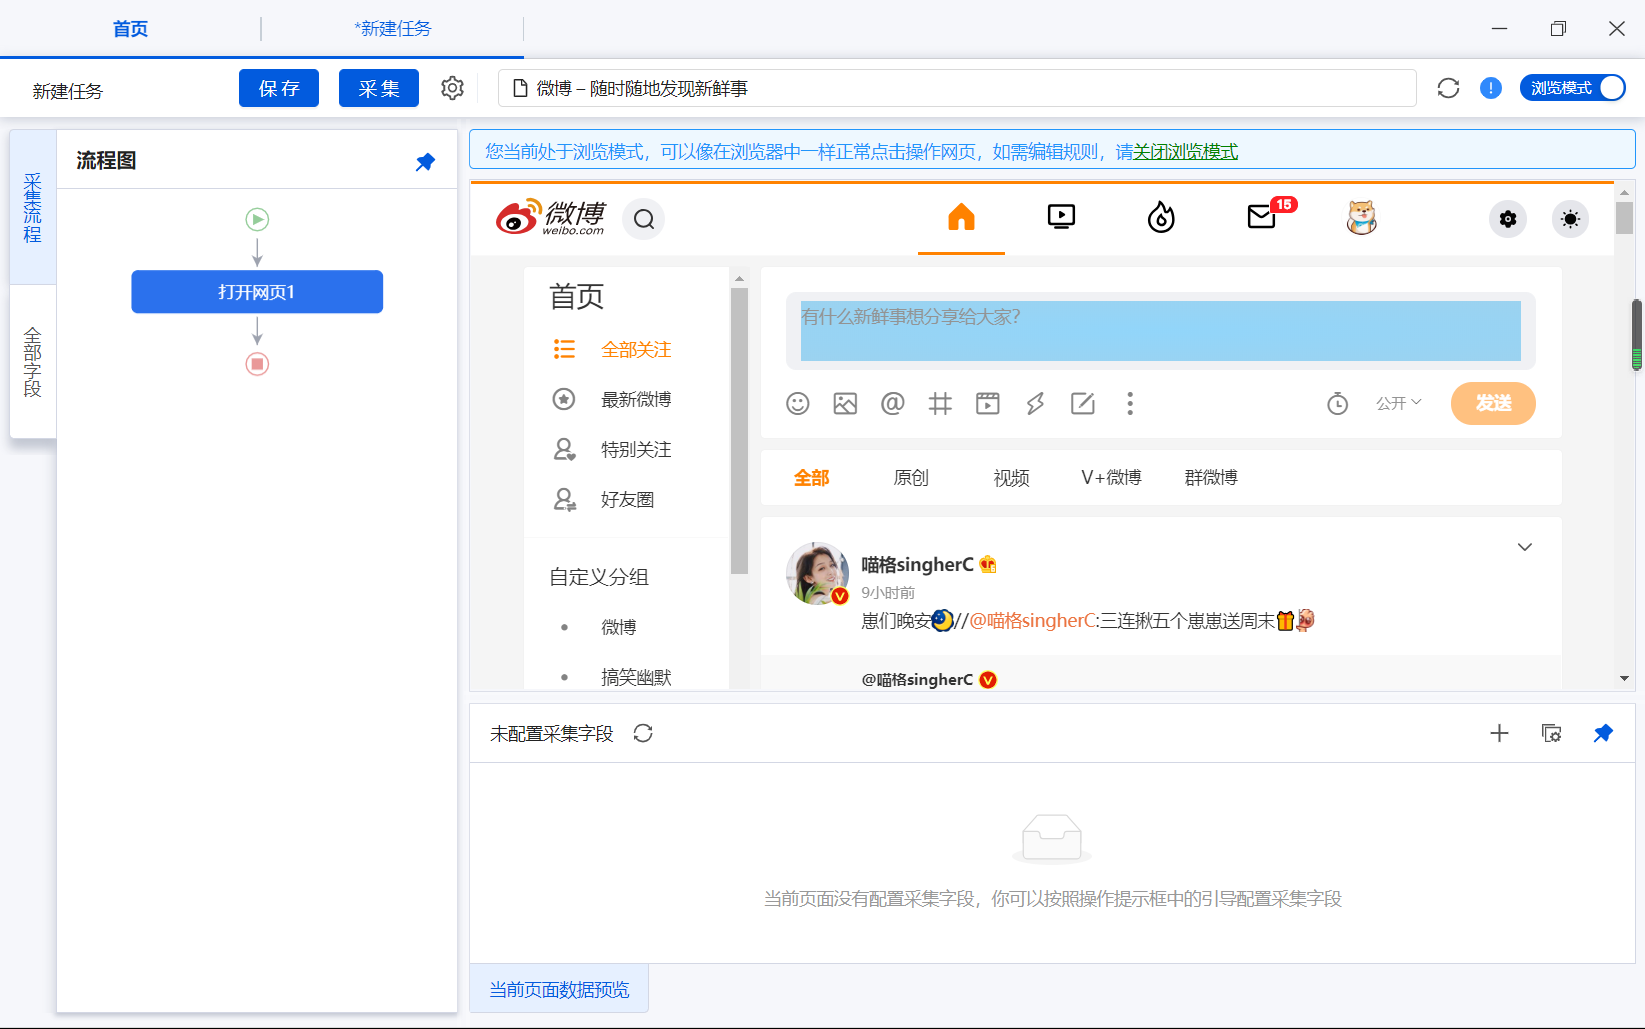 首页
*新建任务
新建任务
保存
采集
微博 – 随时随地发现新鲜事
!
浏览模式
采集流程
全部字段
流程图
打开网页1
您当前处于浏览模式，可以像在浏览器中一样正常点击操作网页，如需编辑规则，请关闭浏览模式
微博
weibo.com
15
首页
全部关注
最新微博
特别关注
好友圈
自定义分组
微博
搞笑幽默
有什么新鲜事想分享给大家?
公开
发送
全部
原创
视频
V+微博
群微博
喵格singherC
9小时前
崽们晚安//@喵格singherC:三连揪五个崽崽送周末
@喵格singherC
未配置采集字段
当前页面没有配置采集字段，你可以按照操作提示框中的引导配置采集字段
当前页面数据预览